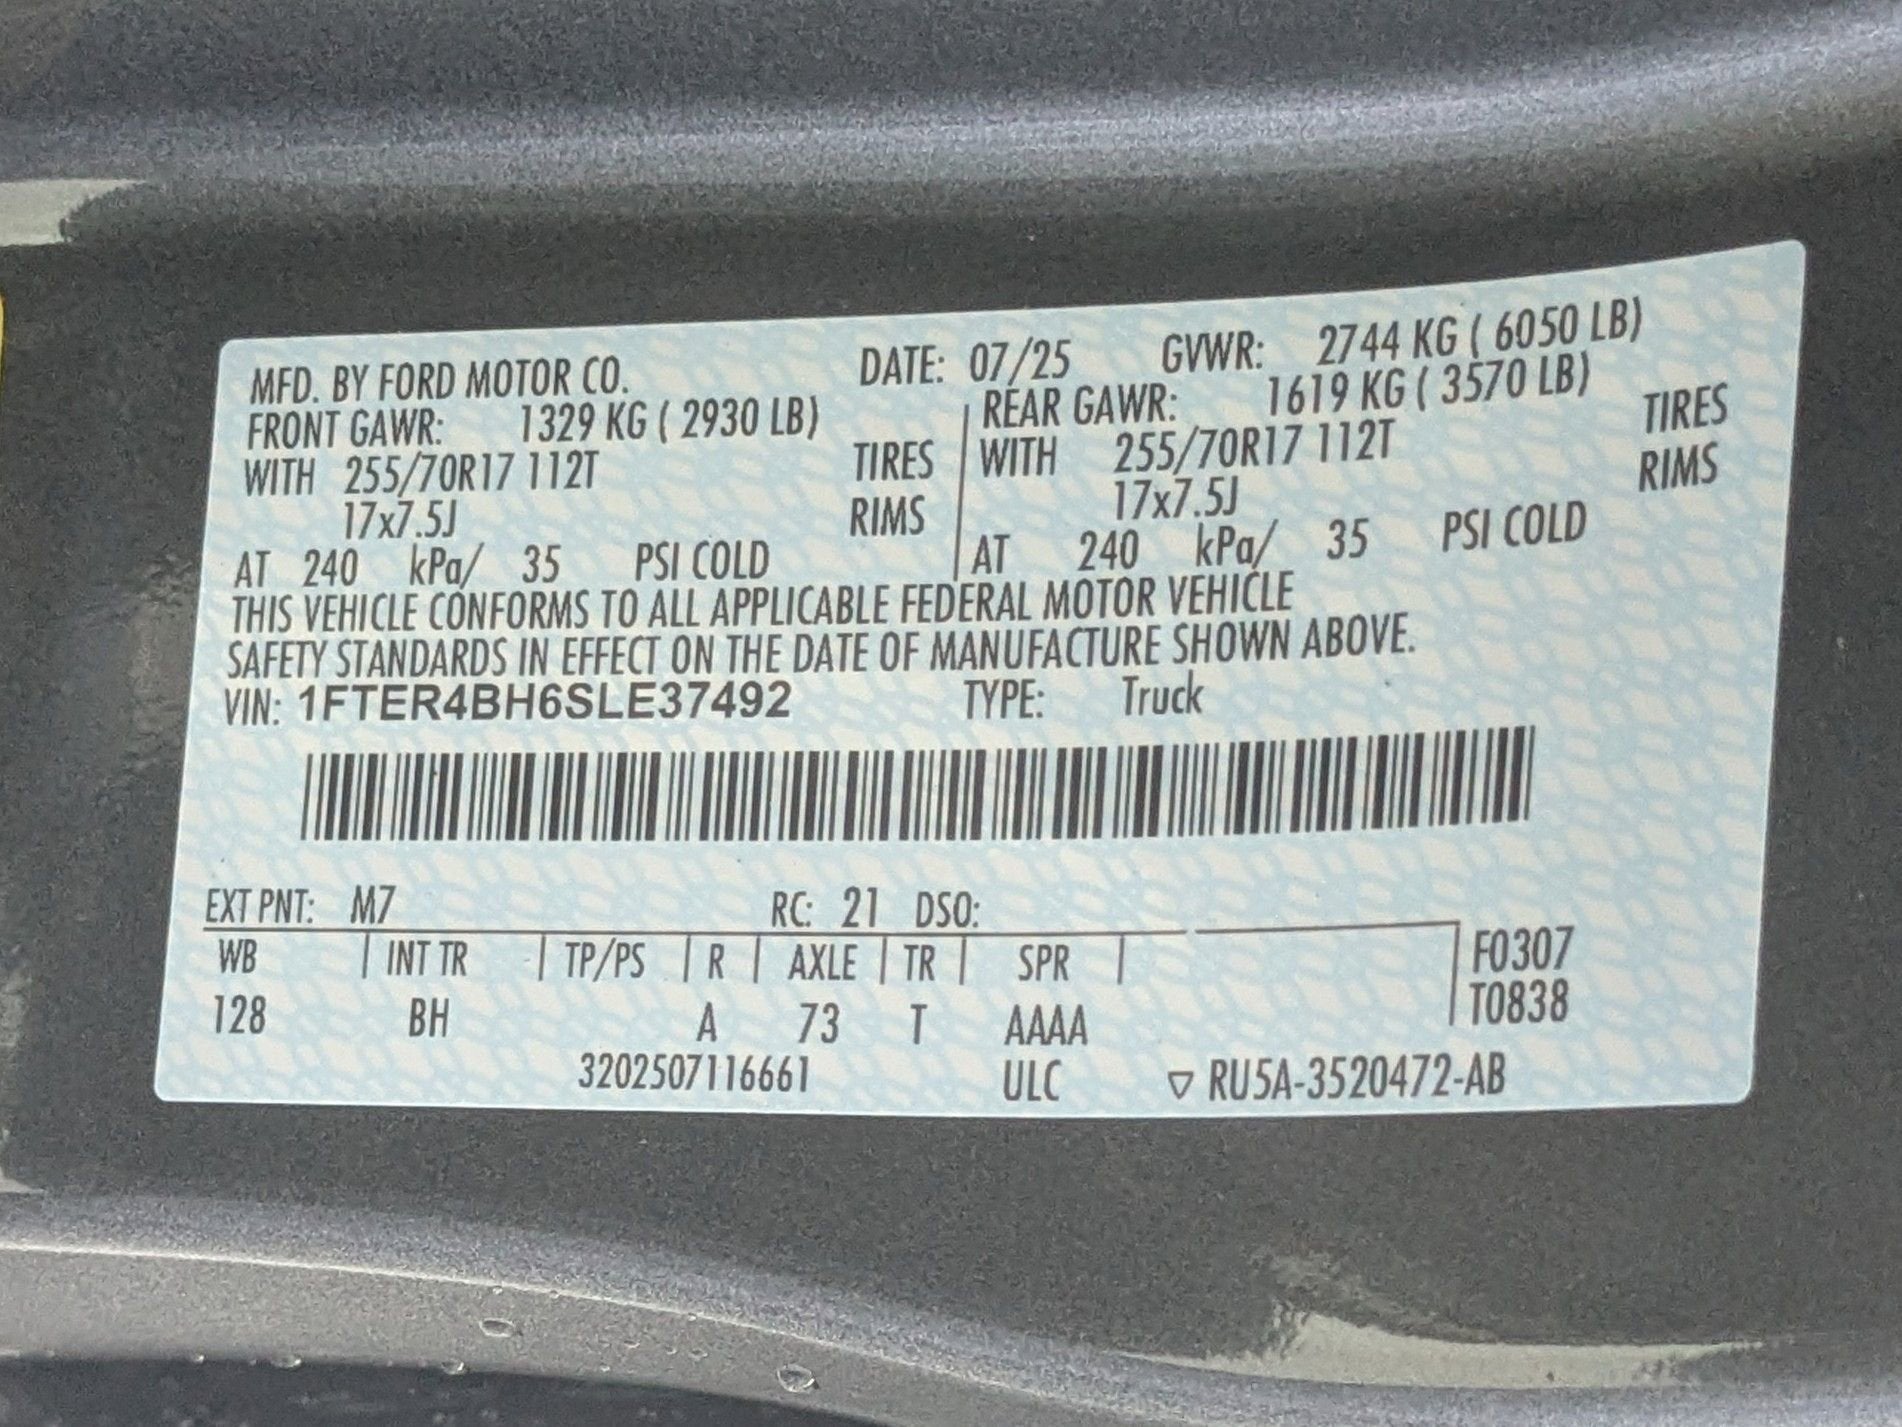 MFD. BY FORD MOTOR CO. DATE: 07/25 GVWR: 2744 KG ( 6050 LB)
FRONT GAWR: 1329 KG ( 2930 LB) REAR GAWR: 1619 KG ( 3570 LB)
WITH 255/70R17 112T TIRES WITH 255/70R17 112T TIRES
17x7.5J RIMS 17x7.5J RIMS
AT 240 kPa/ 35 PSI COLD AT 240 kPa/ 35 PSI COLD
THIS VEHICLE CONFORMS TO ALL APPLICABLE FEDERAL MOTOR VEHICLE
SAFETY STANDARDS IN EFFECT ON THE DATE OF MANUFACTURE SHOWN ABOVE.
VIN: 1FTER4BH6SLE37492 TYPE: Truck
EXT PNT: M7 RC: 21 DSO:
WB | INT TR | TP/PS | R | AXLE | TR | SPR | F0307
128 BH A 73 T AAAA T0838
3202507116661 ULC ▽ RU5A-3520472-AB